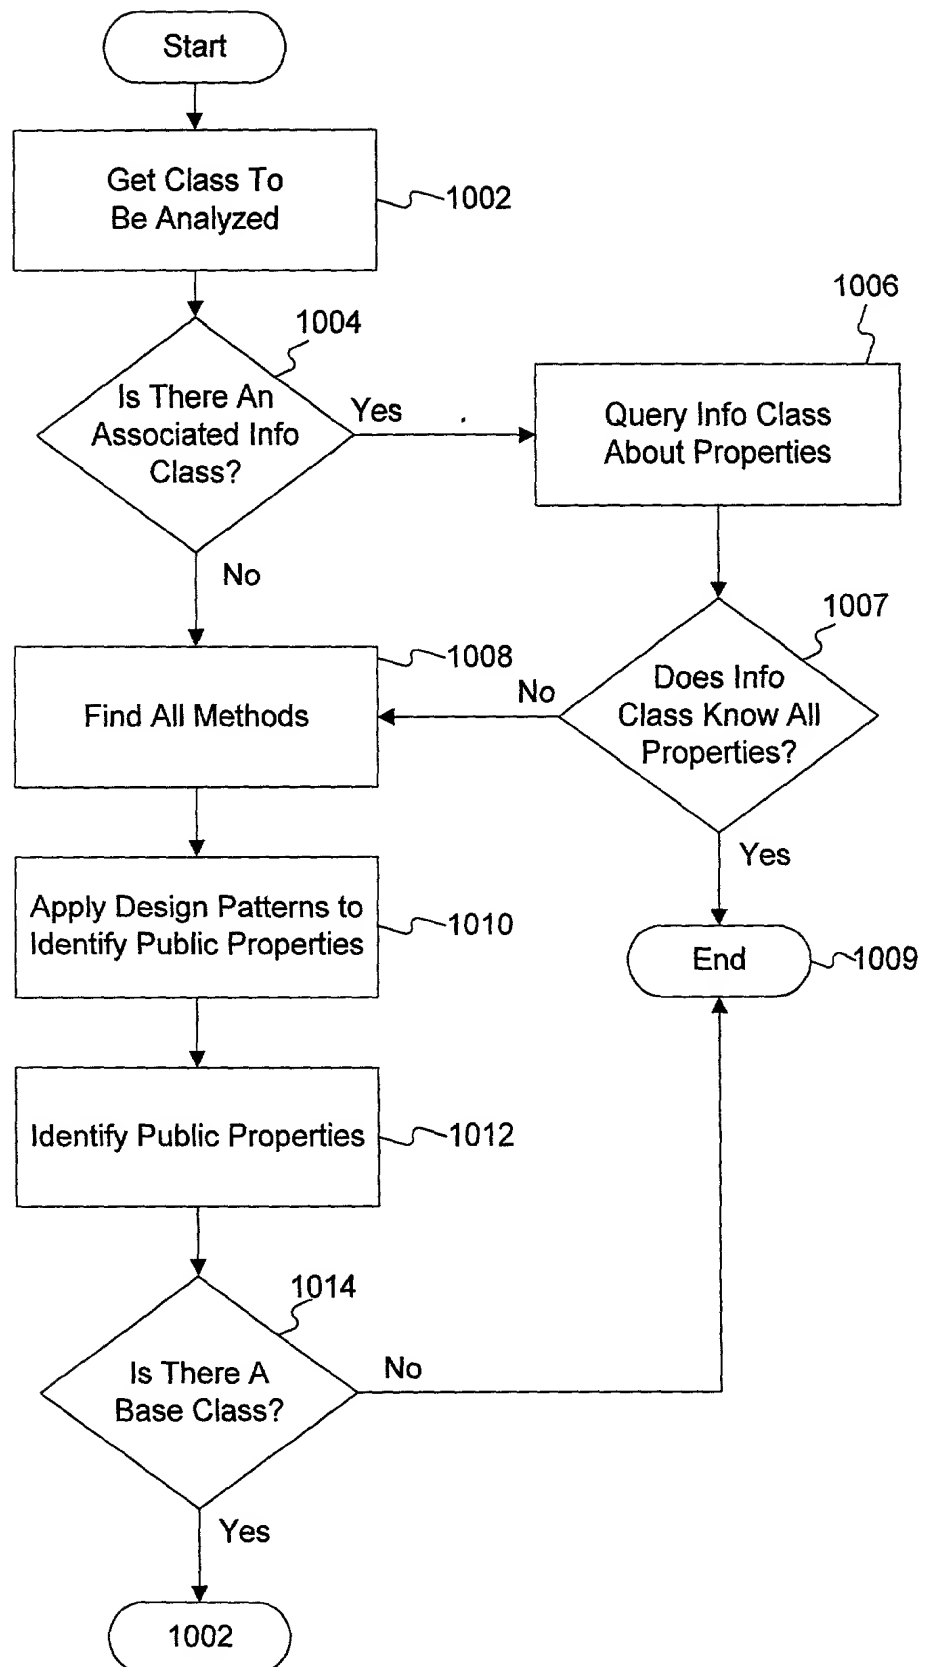 Start
Get Class To
Be Analyzed
1002
1004
Is There An
Associated Info
Class?
Yes
No
1006
Query Info Class
About Properties
1007
Does Info
Class Know All
Properties?
No
Yes
1008
Find All Methods
Apply Design Patterns to
Identify Public Properties
1010
End
1009
Identify Public Properties
1012
1014
Is There A
Base Class?
No
Yes
1002